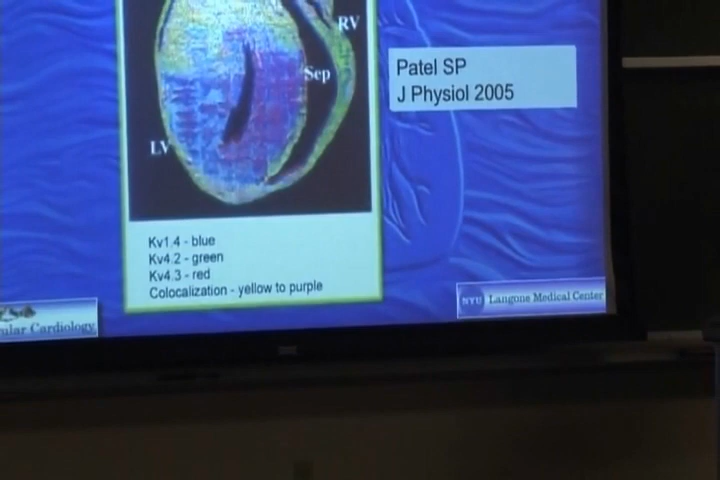 RV
Sep
LV
Patel SP
J Physiol 2005
Kv1.4 - blue
Kv4.2 - green
Kv4.3 - red
Colocalization - yellow to purple
ular Cardiology
NYU Langone Medical Center